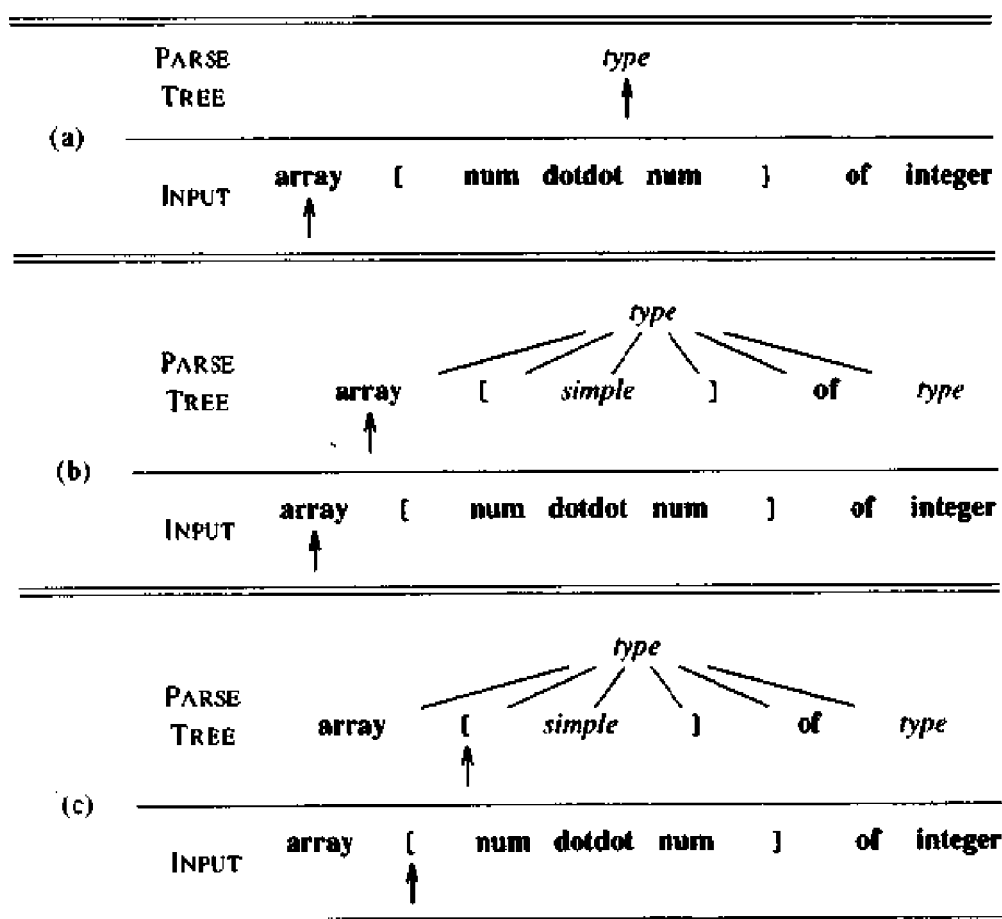 PARSE TREE
type
(a)
INPUT
array [ num dotdot num ] of integer
type
PARSE TREE
array [ simple ] of type
(b)
INPUT
array [ num dotdot num ] of integer
type
PARSE TREE
array [ simple ] of type
(c)
INPUT
array [ num dotdot num ] of integer